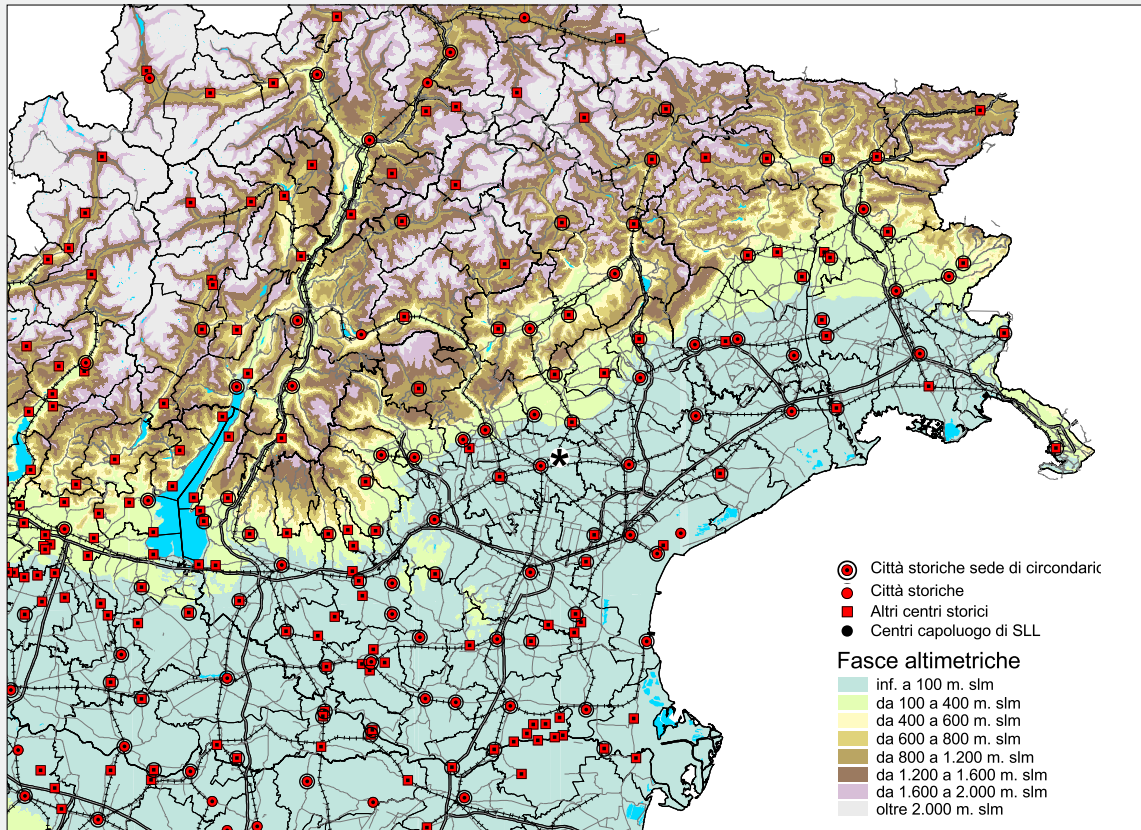 *
Città storiche sede di circondaric
Città storiche
Altri centri storici
Centri capoluogo di SLL
Fasce altimetriche
inf. a 100 m. slm
da 100 a 400 m. slm
da 400 a 600 m. slm
da 600 a 800 m. slm
da 800 a 1.200 m. slm
da 1.200 a 1.600 m. slm
da 1.600 a 2.000 m. slm
oltre 2.000 m. slm